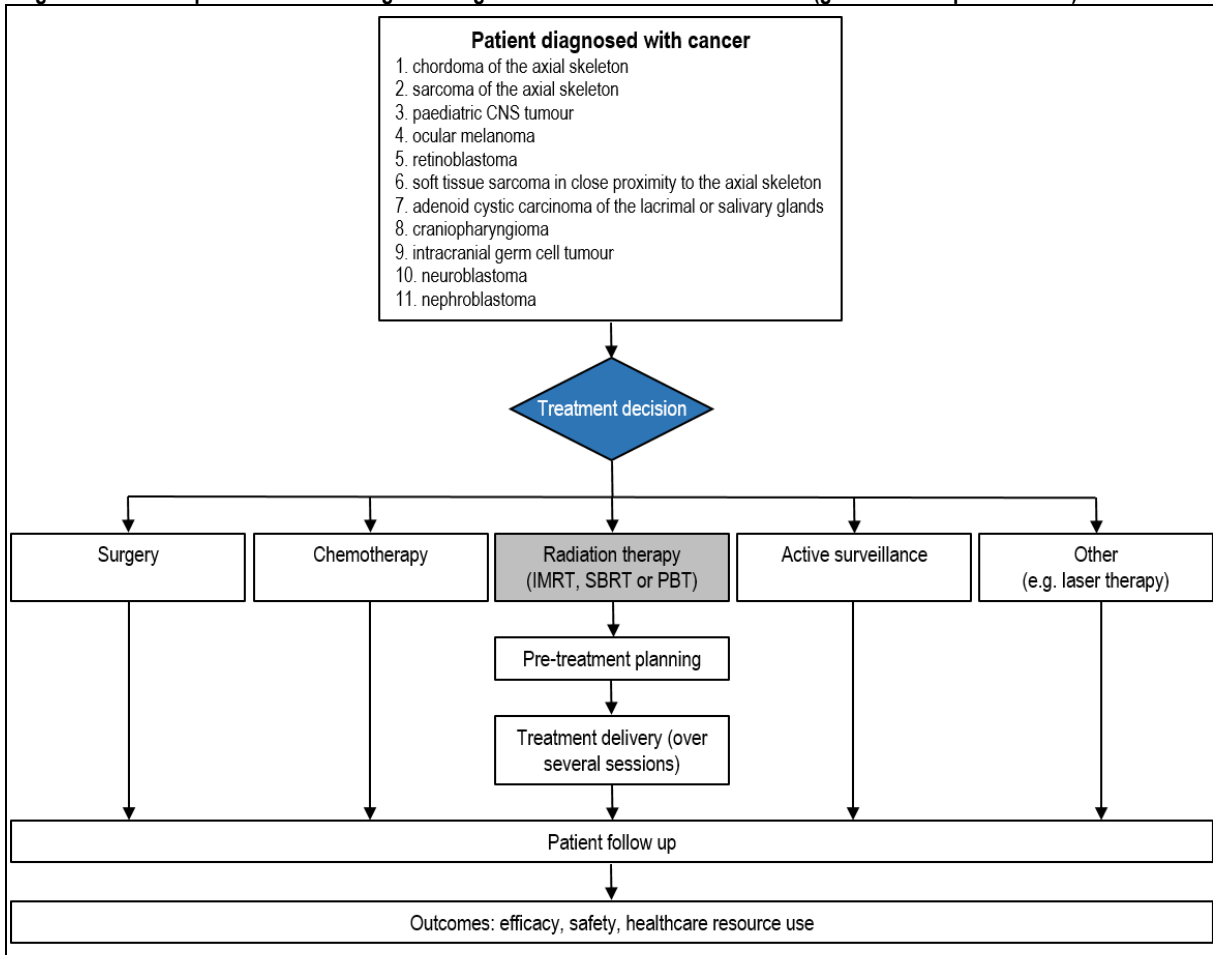 Patient diagnosed with cancer
1. chordoma of the axial skeleton
2. sarcoma of the axial skeleton
3. paediatric CNS tumour
4. ocular melanoma
5. retinoblastoma
6. soft tissue sarcoma in close proximity to the axial skeleton
7. adenoid cystic carcinoma of the lacrimal or salivary glands
8. craniopharyngioma
9. intracranial germ cell tumour
10. neuroblastoma
11. nephroblastoma
Treatment decision
Surgery
Chemotherapy
Radiation therapy
(IMRT, SBRT or PBT)
Active surveillance
Other
(e.g. laser therapy)
Pre-treatment planning
Treatment delivery (over
several sessions)
Patient follow up
Outcomes: efficacy, safety, healthcare resource use